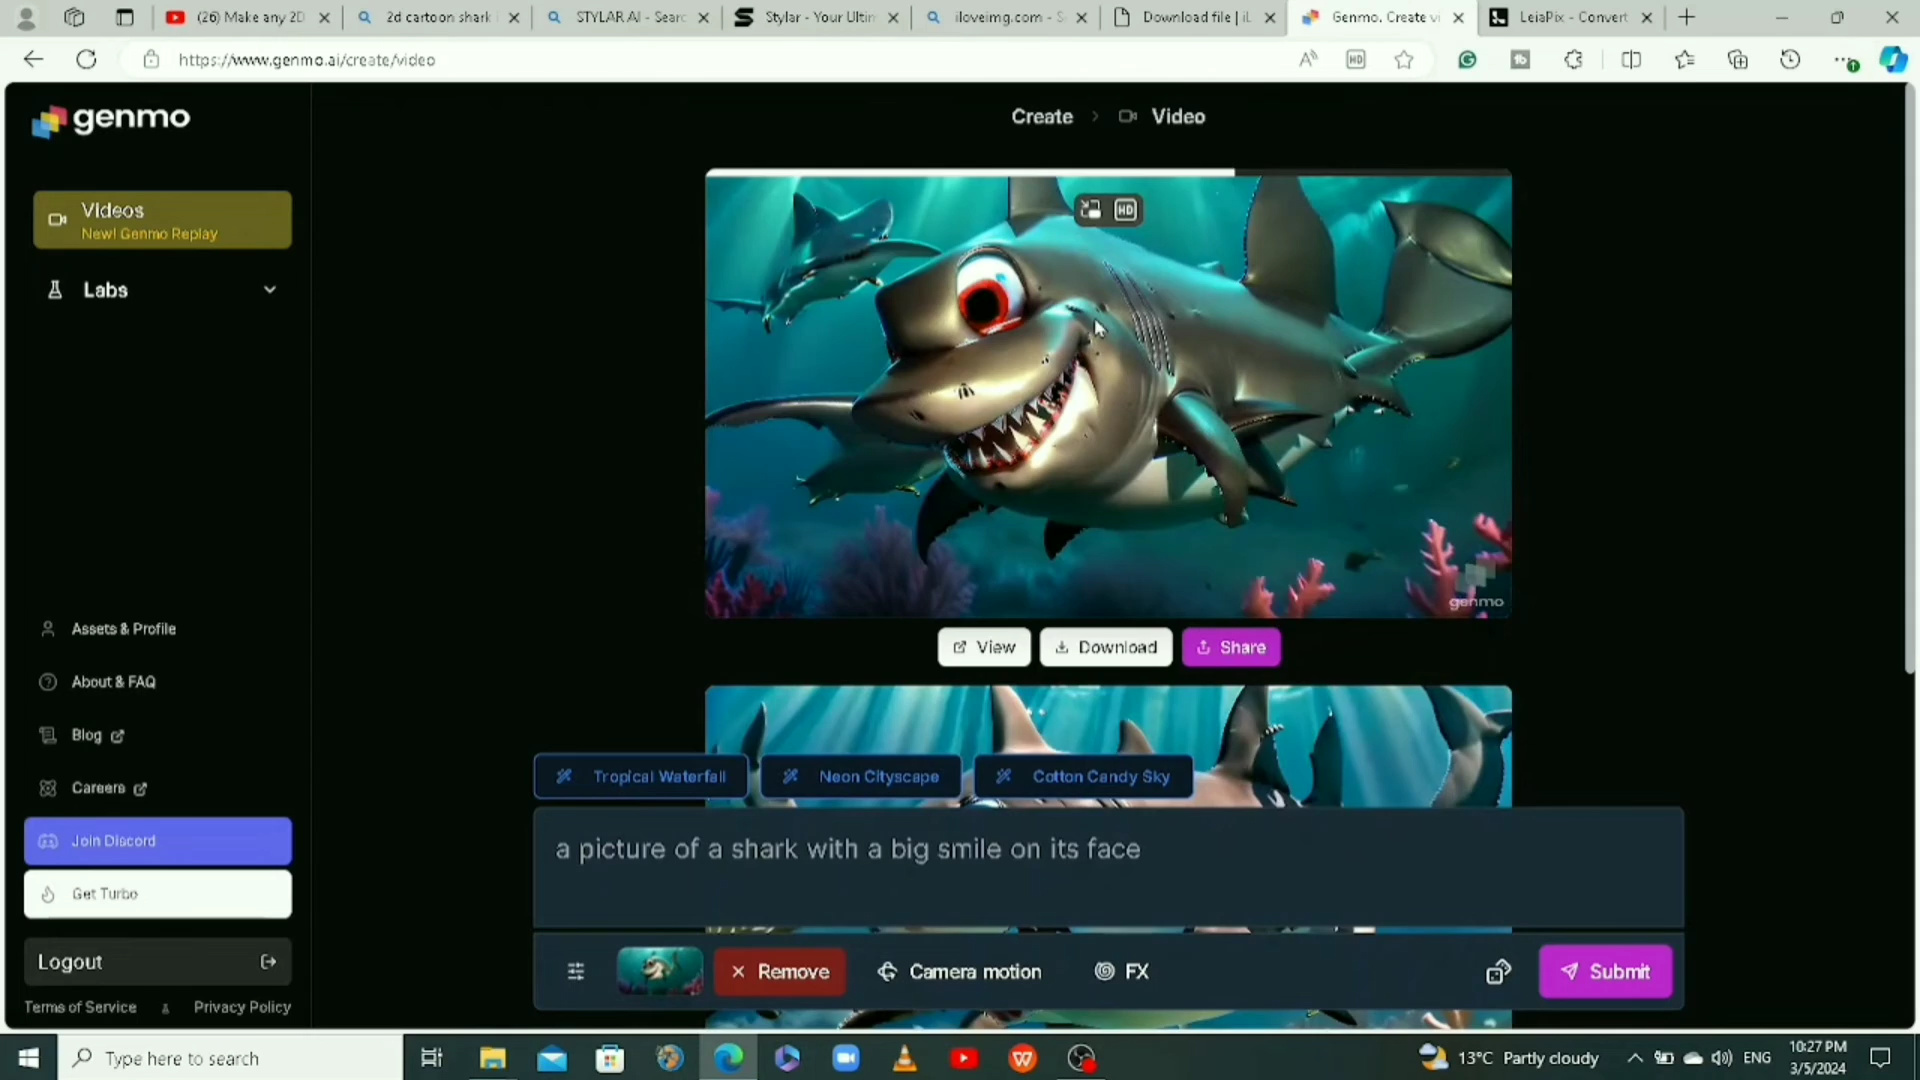 (26) Make any 2D
2d cartoon shark
STYLAR AI - Sear
Stylar - Your Ultin
iloveimg.com - S
Download file | iL
Genmo. Create vi
LeiaPix - Convert
https://www.genmo.ai/create/video
genmo
Create > Video
Videos
New! Genmo Replay
HD
Labs
genmo
Assets & Profile
View
Download
Share
About & FAQ
Blog
Tropical Waterfall
Neon Cityscape
Cotton Candy Sky
Careers
Join Discord
a picture of a shark with a big smile on its face
Get Turbo
Logout
Remove
Camera motion
FX
Submit
Terms of Service
Privacy Policy
Type here to search
13°C Partly cloudy
ENG
10:27 PM
3/5/2024